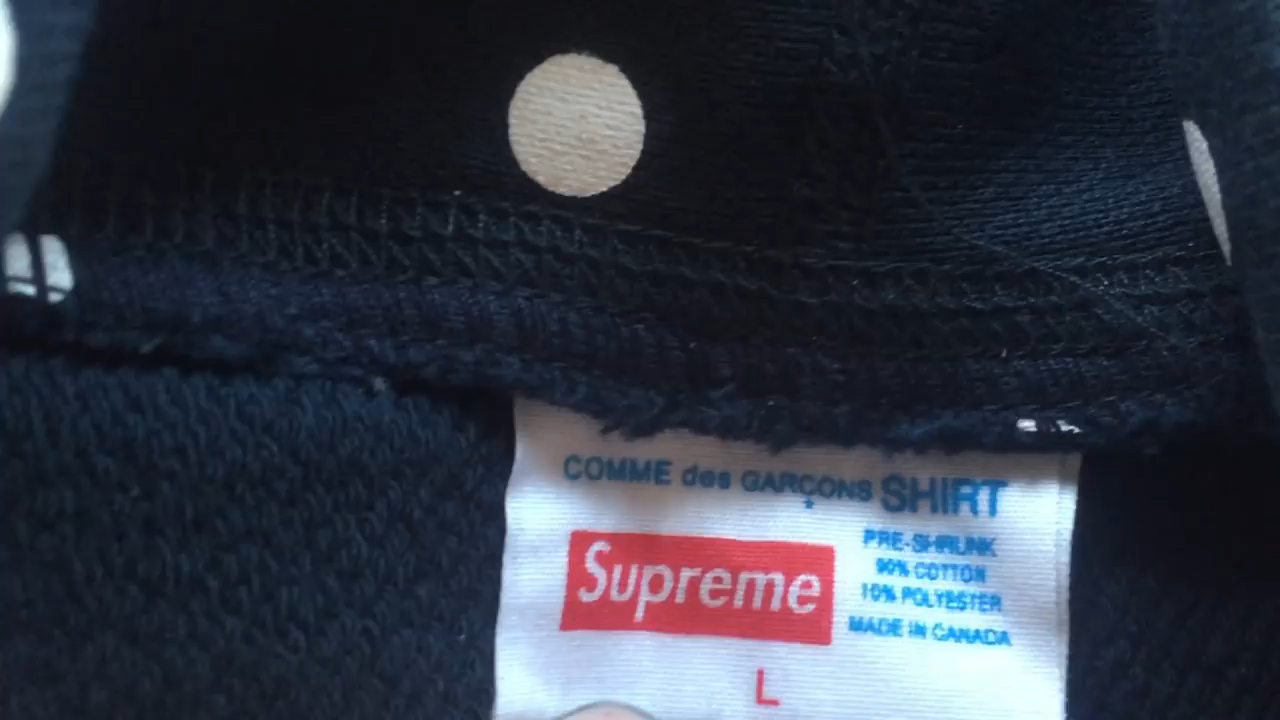 COMME des GARÇONS SHIRT
Supreme
PRE-SHRUNK
90% COTTON
10% POLYESTER
MADE IN CANADA
L